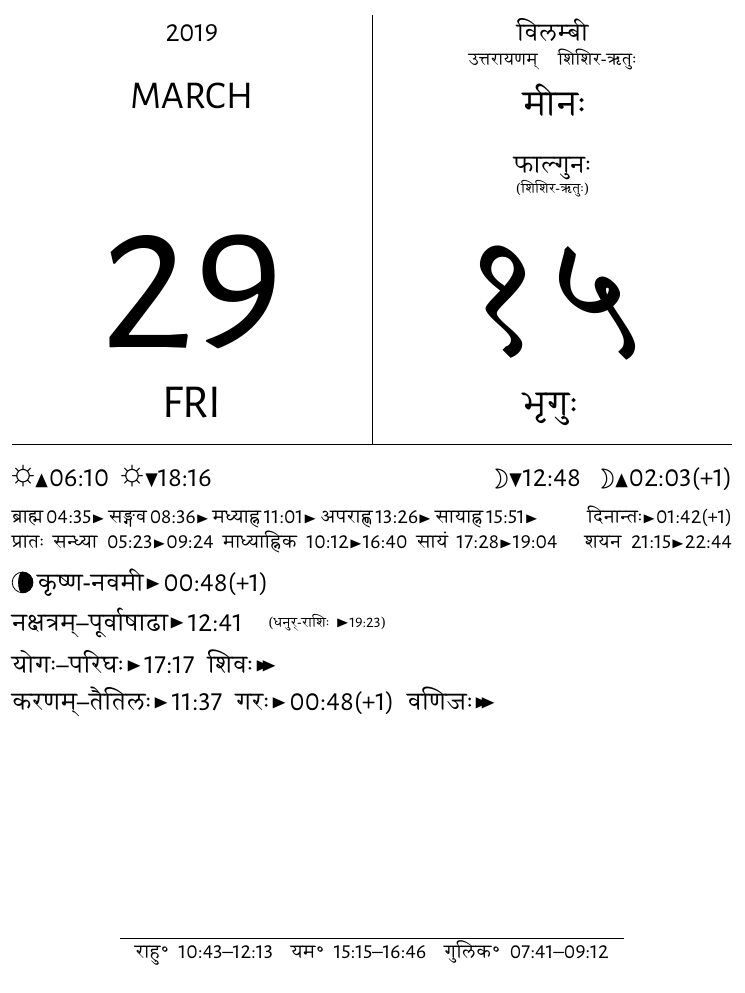 2019
MARCH
29
FRI
विलम्बी
उत्तरायणम् शिशिर-ऋतुः
मीनः
फाल्गुनः
(शिशिर-ऋतुः)
१५
भृगुः
☼▲06:10 ☼▼18:16 ☽▼12:48 ☽▲02:03(+1)
ब्राह्म 04:35► सङ्गव 08:36► मध्याह्न 11:01► अपराह्ण 13:26► सायाह्न 15:51► दिनान्तः►01:42(+1)
प्रातः सन्ध्या 05:23►09:24 माध्याह्निक 10:12►16:40 सायं 17:28►19:04 शयन 21:15►22:44
कृष्ण-नवमी►00:48(+1)
नक्षत्रम्–पूर्वाषाढा►12:41 (धनुर्-राशिः ►19:23)
योगः–परिघः►17:17 शिवः►►
करणम्–तैतिलः►11:37 गरः►00:48(+1) वणिजः►►
राहु° 10:43–12:13 यम° 15:15–16:46 गुलिक° 07:41–09:12